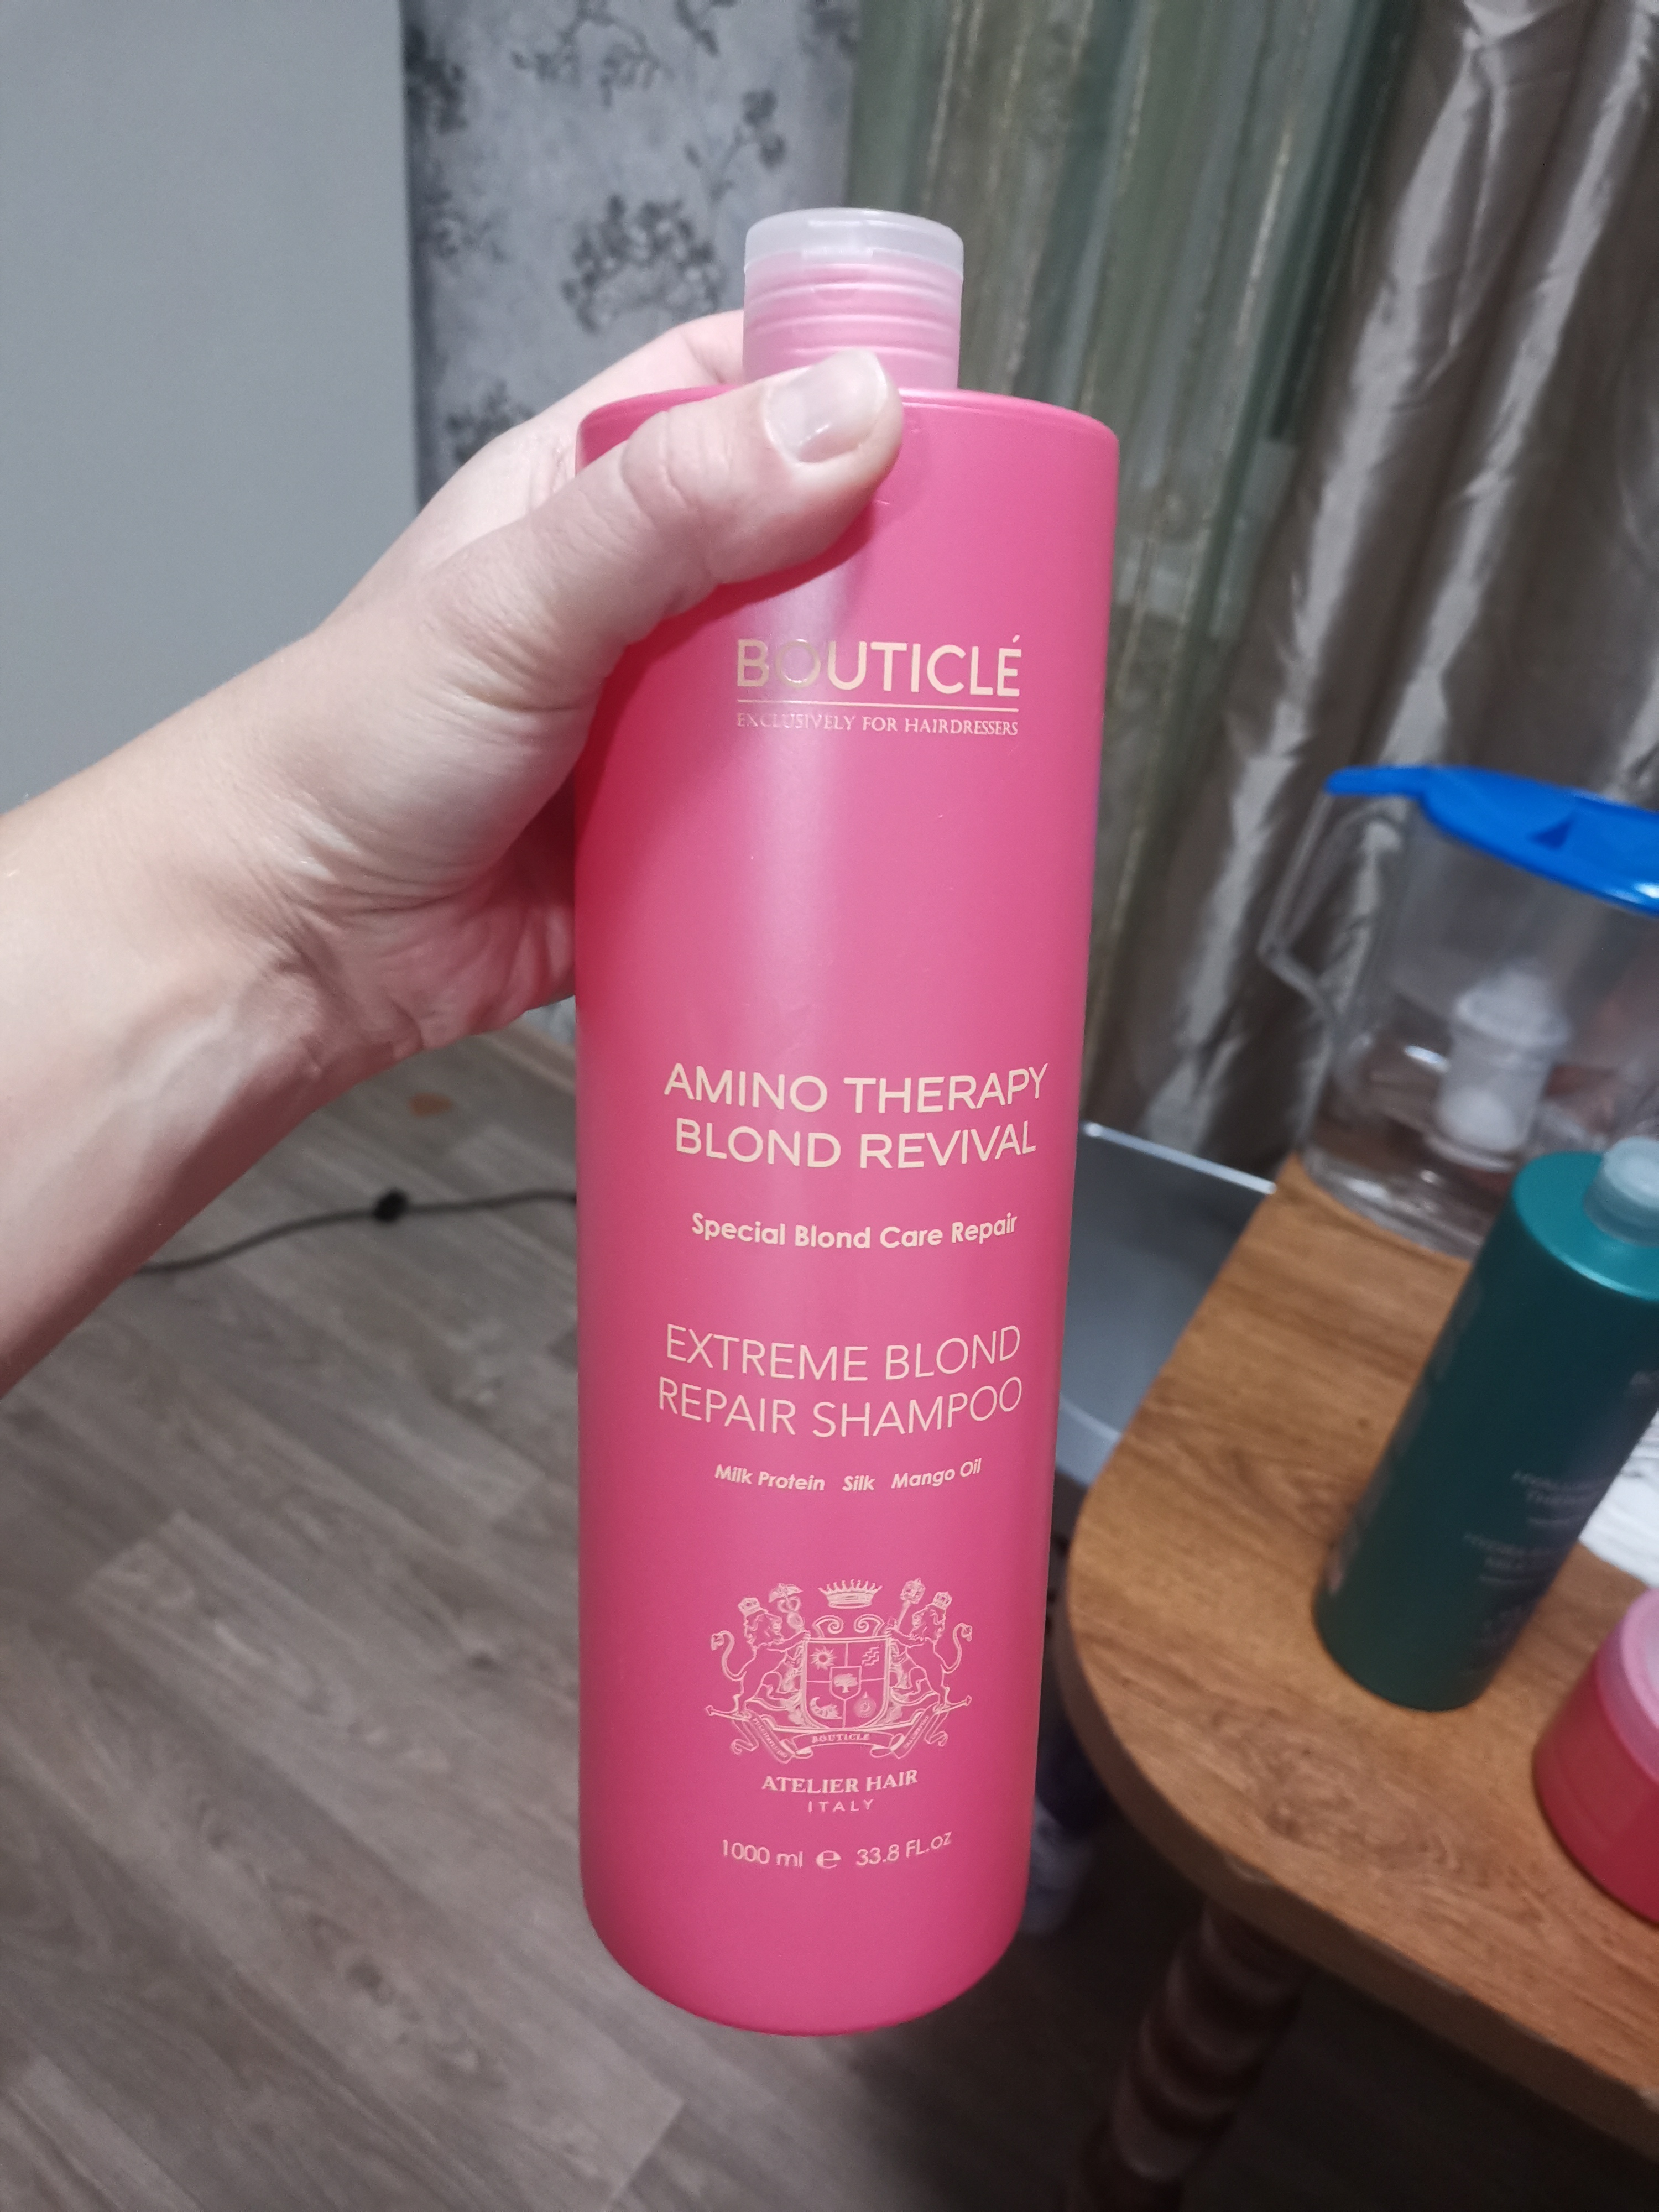 BOUTICLÉ
EXCLUSIVELY FOR HAIRDRESSERS
AMINO THERAPY
BLOND REVIVAL
Special Blond Care Repair
EXTREME BLOND
REPAIR SHAMPOO
Milk Protein Silk Mango Oil
BOUTICLÉ
ATELIER HAIR
ITALY
1000 ml ℮ 33.8 FL.oz